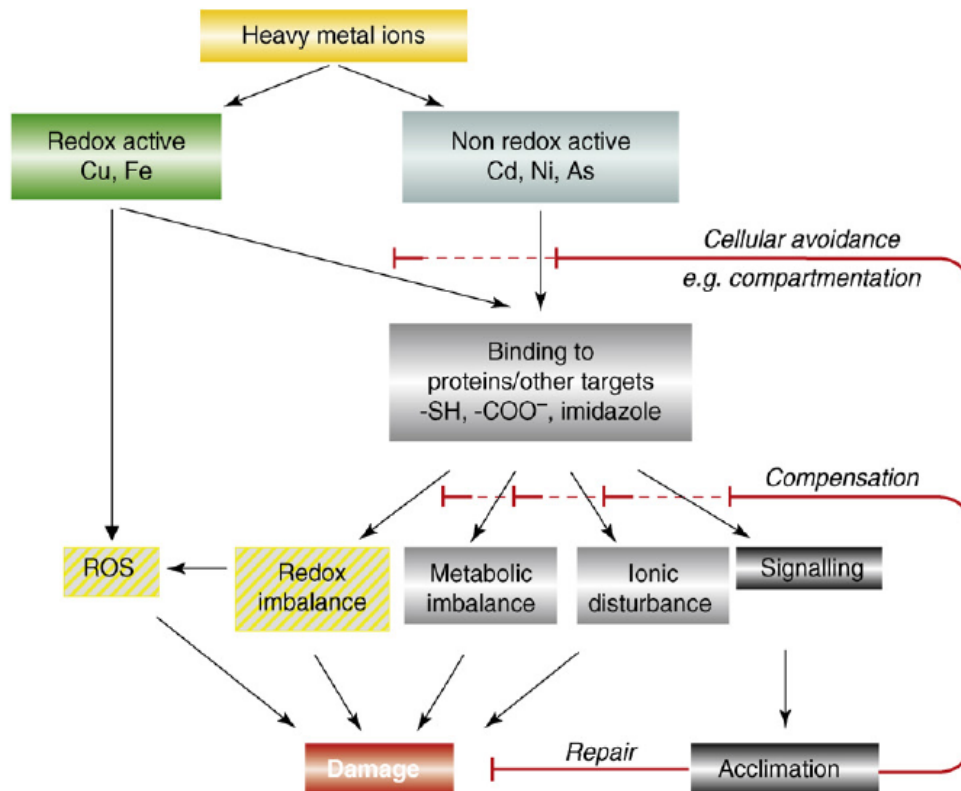 Heavy metal ions
Redox active
Cu, Fe
Non redox active
Cd, Ni, As
Cellular avoidance
e.g. compartmentation
Binding to
proteins/other targets
-SH, -COO⁻, imidazole
Compensation
ROS
Redox
imbalance
Metabolic
imbalance
Ionic
disturbance
Signalling
Damage
Repair
Acclimation